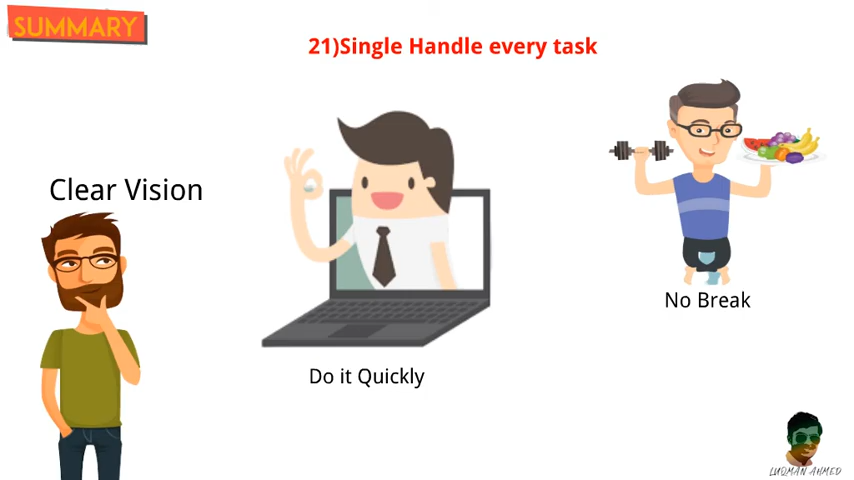 SUMMARY
21)Single Handle every task
Clear Vision
Do it Quickly
No Break
LUQMAN AHMED